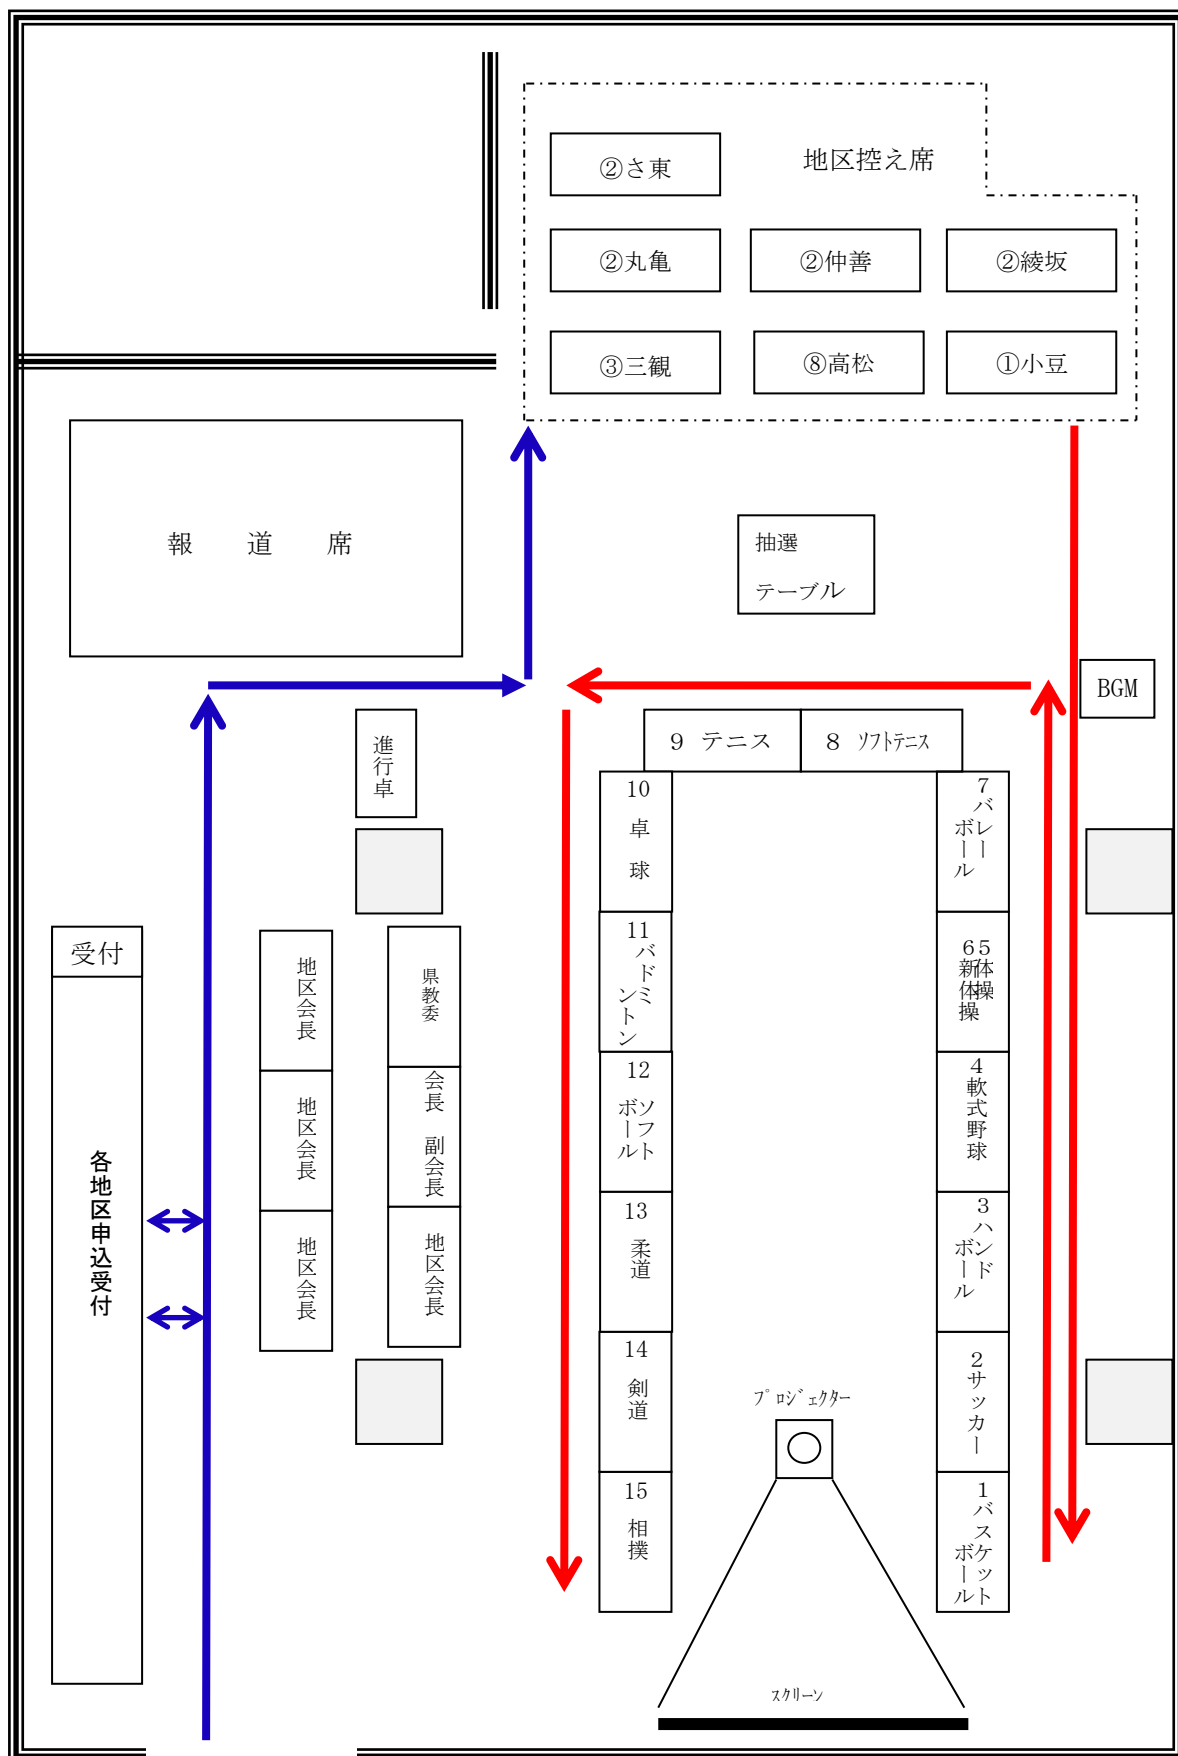 ②さ東
地区控え席
②丸亀
②仲善
②綾坂
③三観
⑧高松
①小豆
報　道　席
抽選
テーブル
BGM
進行卓
9 テニス
8 ソフトテニス
10 卓 球
7 バレーボール
受付
地区会長
県教委
11 バドミントン
5体操
6新体操
各地区申込受付
地区会長
会長 副会長
12 ソフトボール
4軟式野球
地区会長
地区会長
13 柔道
3ハンドボール
14 剣道
プロジェクター
2サッカー
15 相撲
1バスケットボール
スクリーン